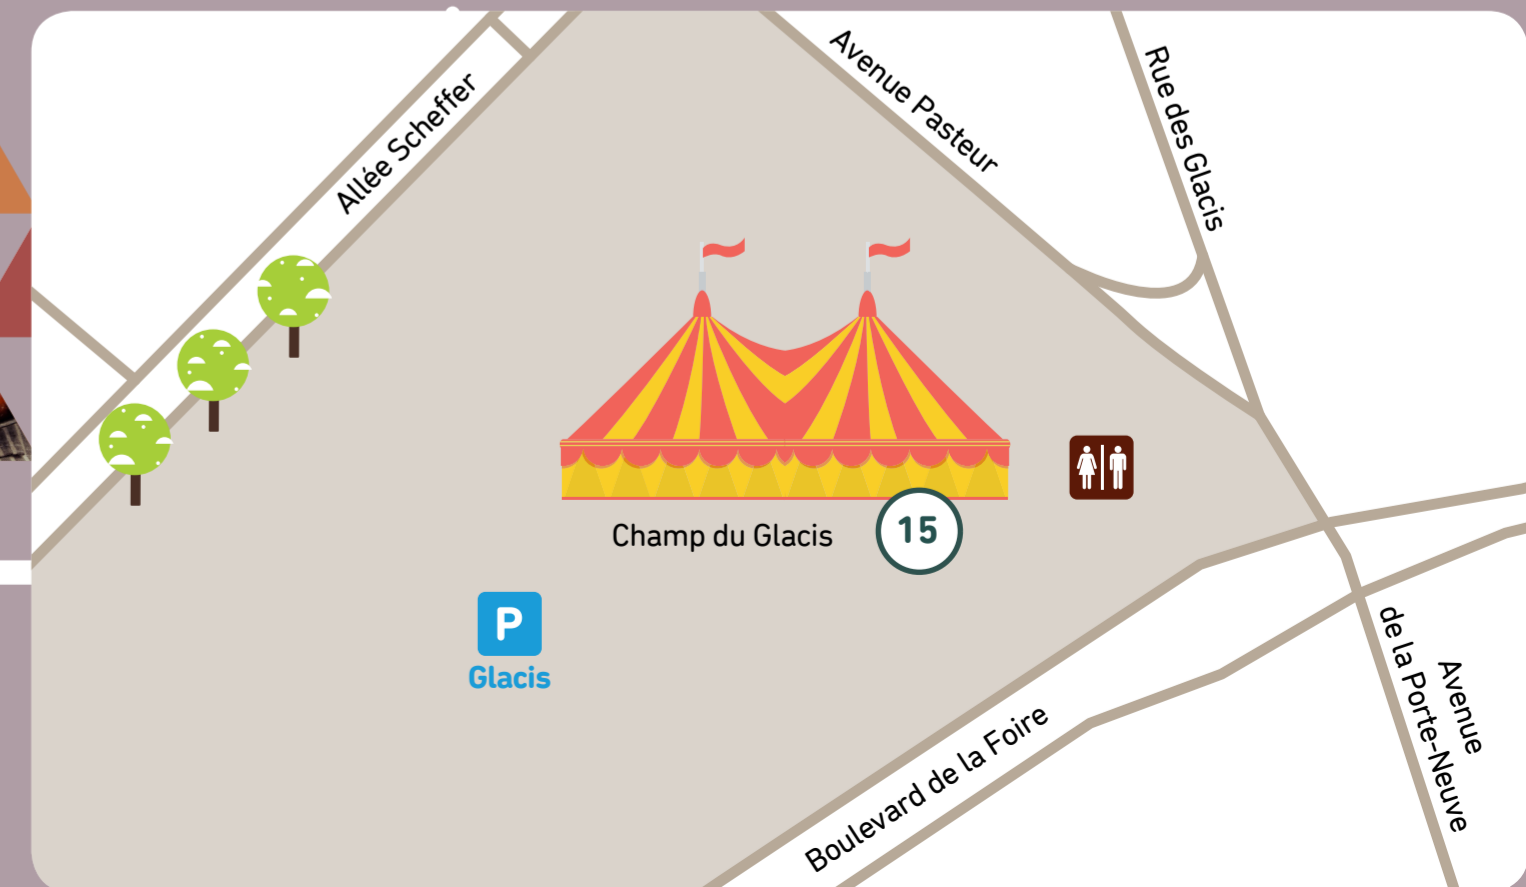 Allée Scheffer
Avenue Pasteur
Rue des Glacis
Champ du Glacis
15
P
Glacis
Boulevard de la Foire
Avenue
de la Porte-Neuve